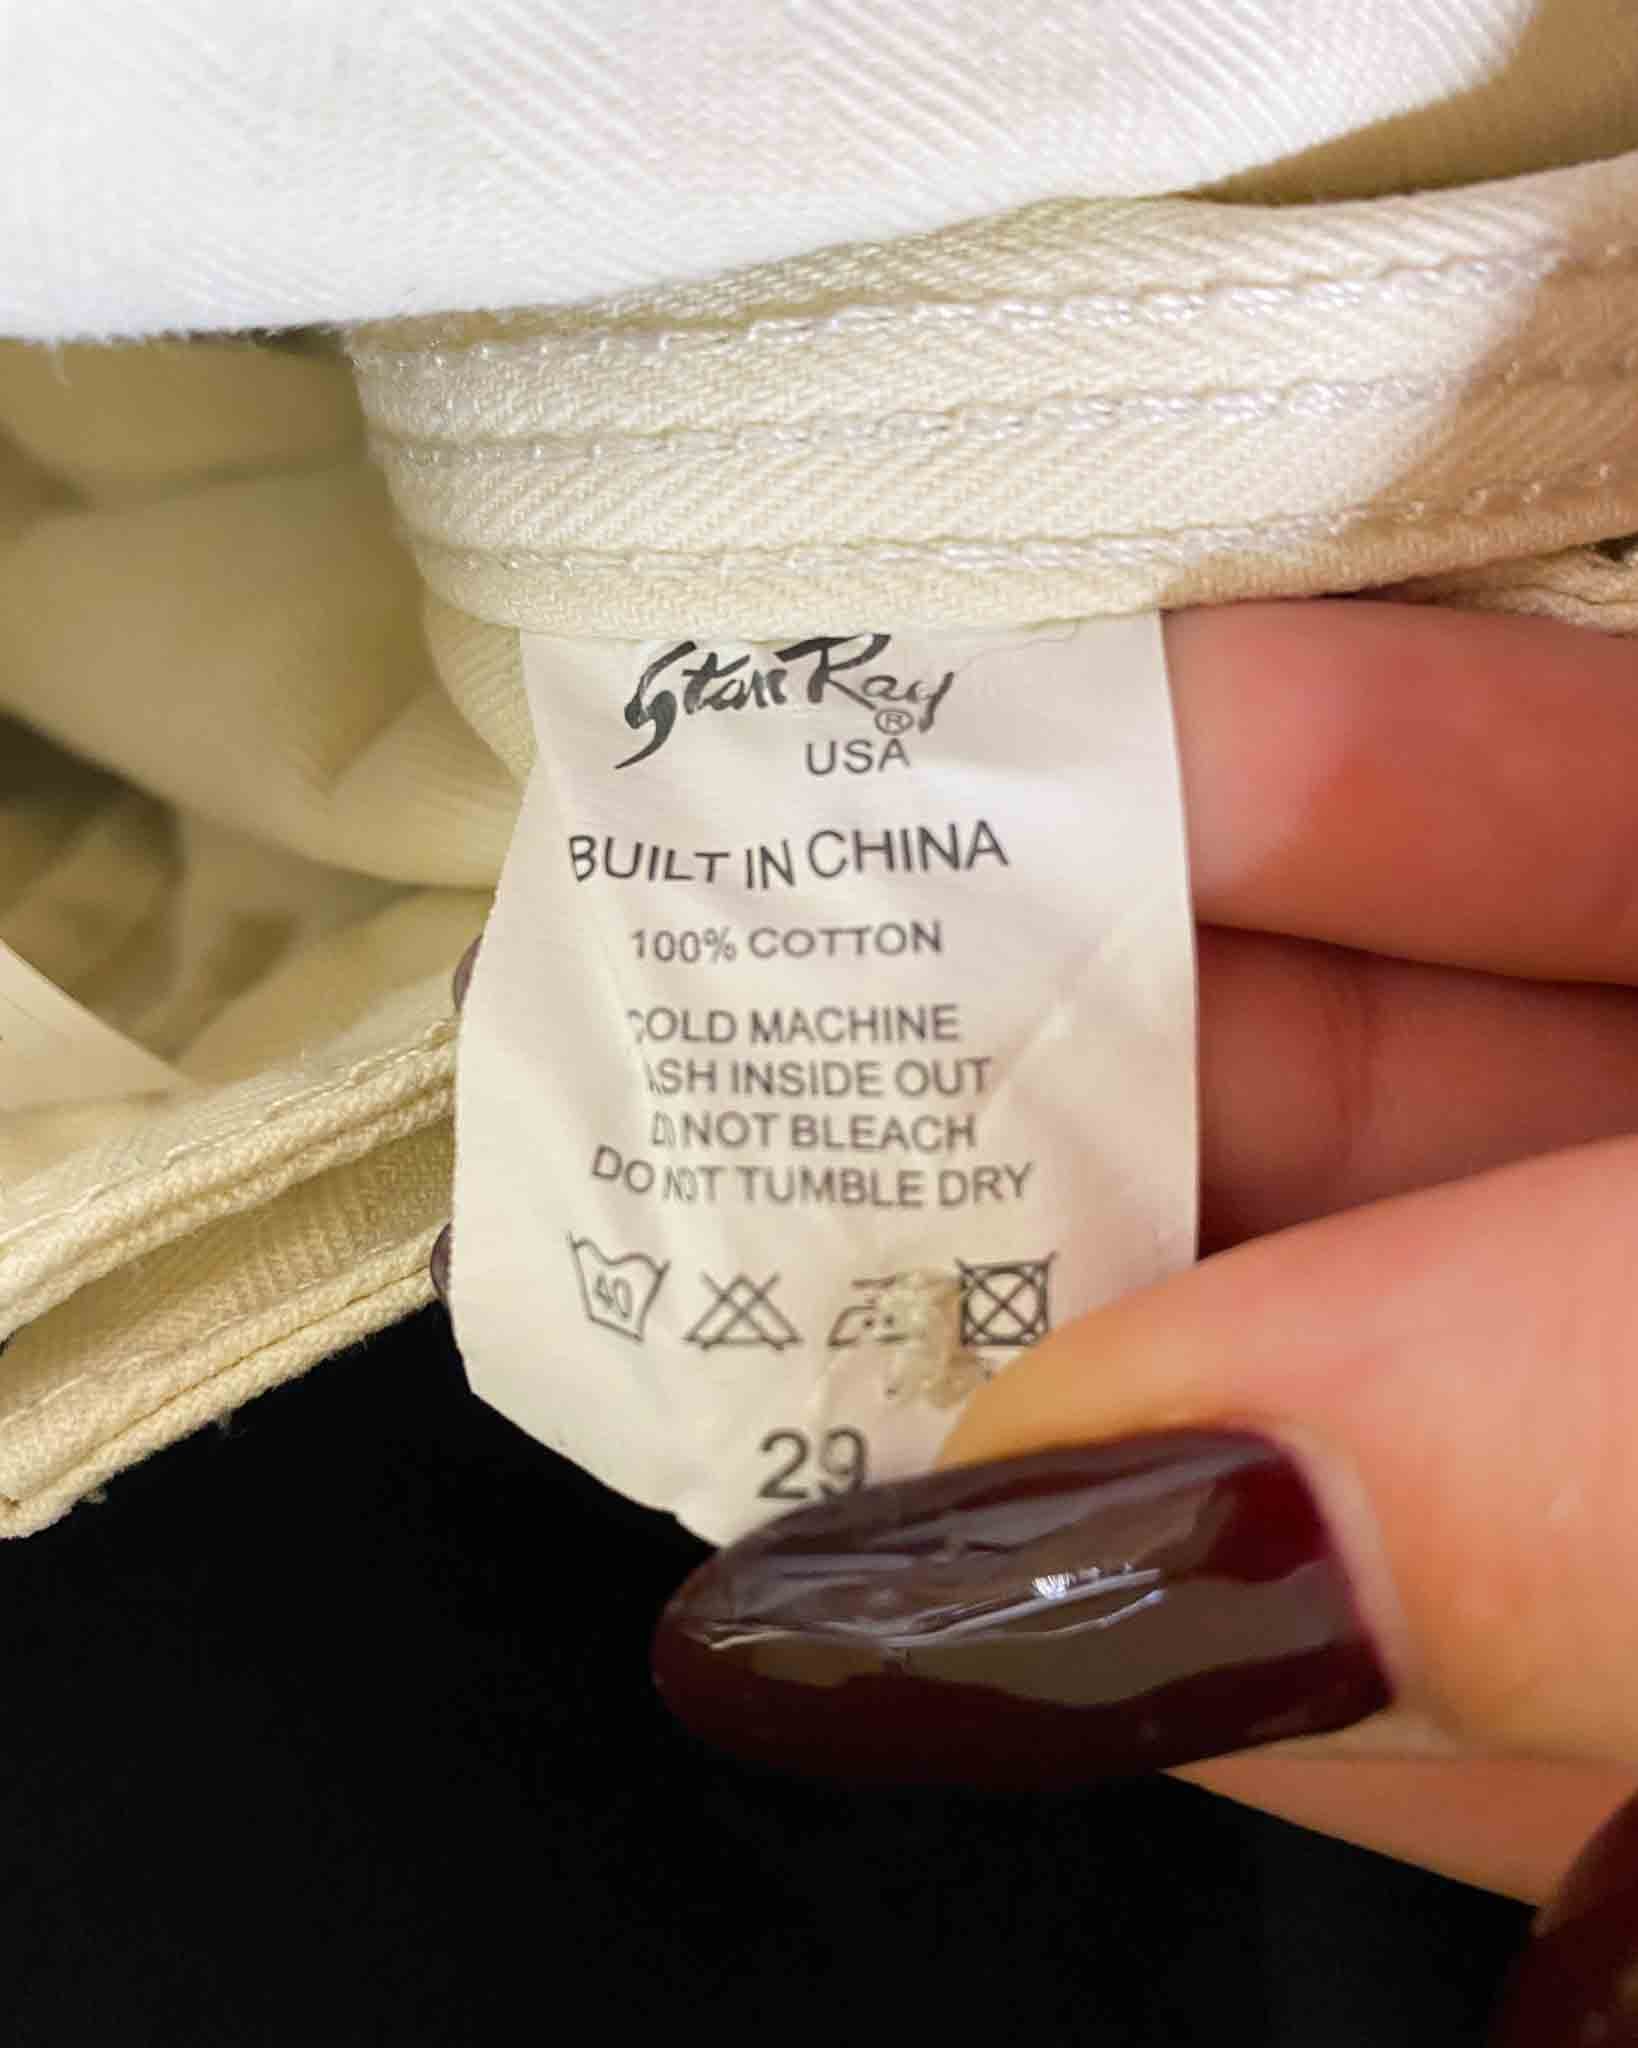 Stan Ray ®
USA
BUILT IN CHINA
100% COTTON
COLD MACHINE
INSIDE OUT
NOT BLEACH
DO NOT TUMBLE DRY
40
29